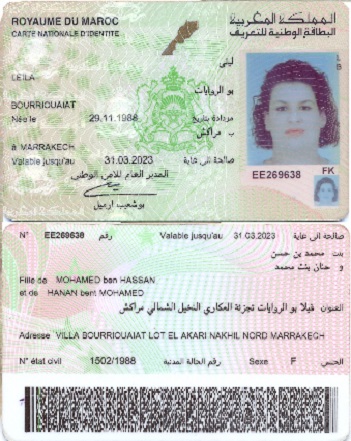 ROYAUME DU MAROC
المملكة المغربية
CARTE NATIONALE D'IDENTITE
البطاقة الوطنية للتعريف
ليلى
LEILA
بو الروايات
BOURRIOUAIAT
Née le 29.11.1988 مزدادة بتاريخ
ب مراكش
à MARRAKECH
Valable jusqu'au 31.03.2023 صالحة الى غاية
المدير العام للأمن الوطني
بوشعيب ارميل
EE269638
FK
N° EE269638 رقم Valable jusqu'au 31.03.2023 صالحة الى غاية
بنت محمد بن حسن
و حنان بنت محمد
Fille de MOHAMED ben HASSAN
et de HANAN bent MOHAMED
العنوان فيلا بو الروايات تجزئة العكاري النخيل الشمالي مراكش
Adresse VILLA BOURRIOUAIAT LOT EL AKARI NAKHIL NORD MARRAKECH
N° état civil 1502/1988 رقم الحالة المدنية Sexe F الجنس